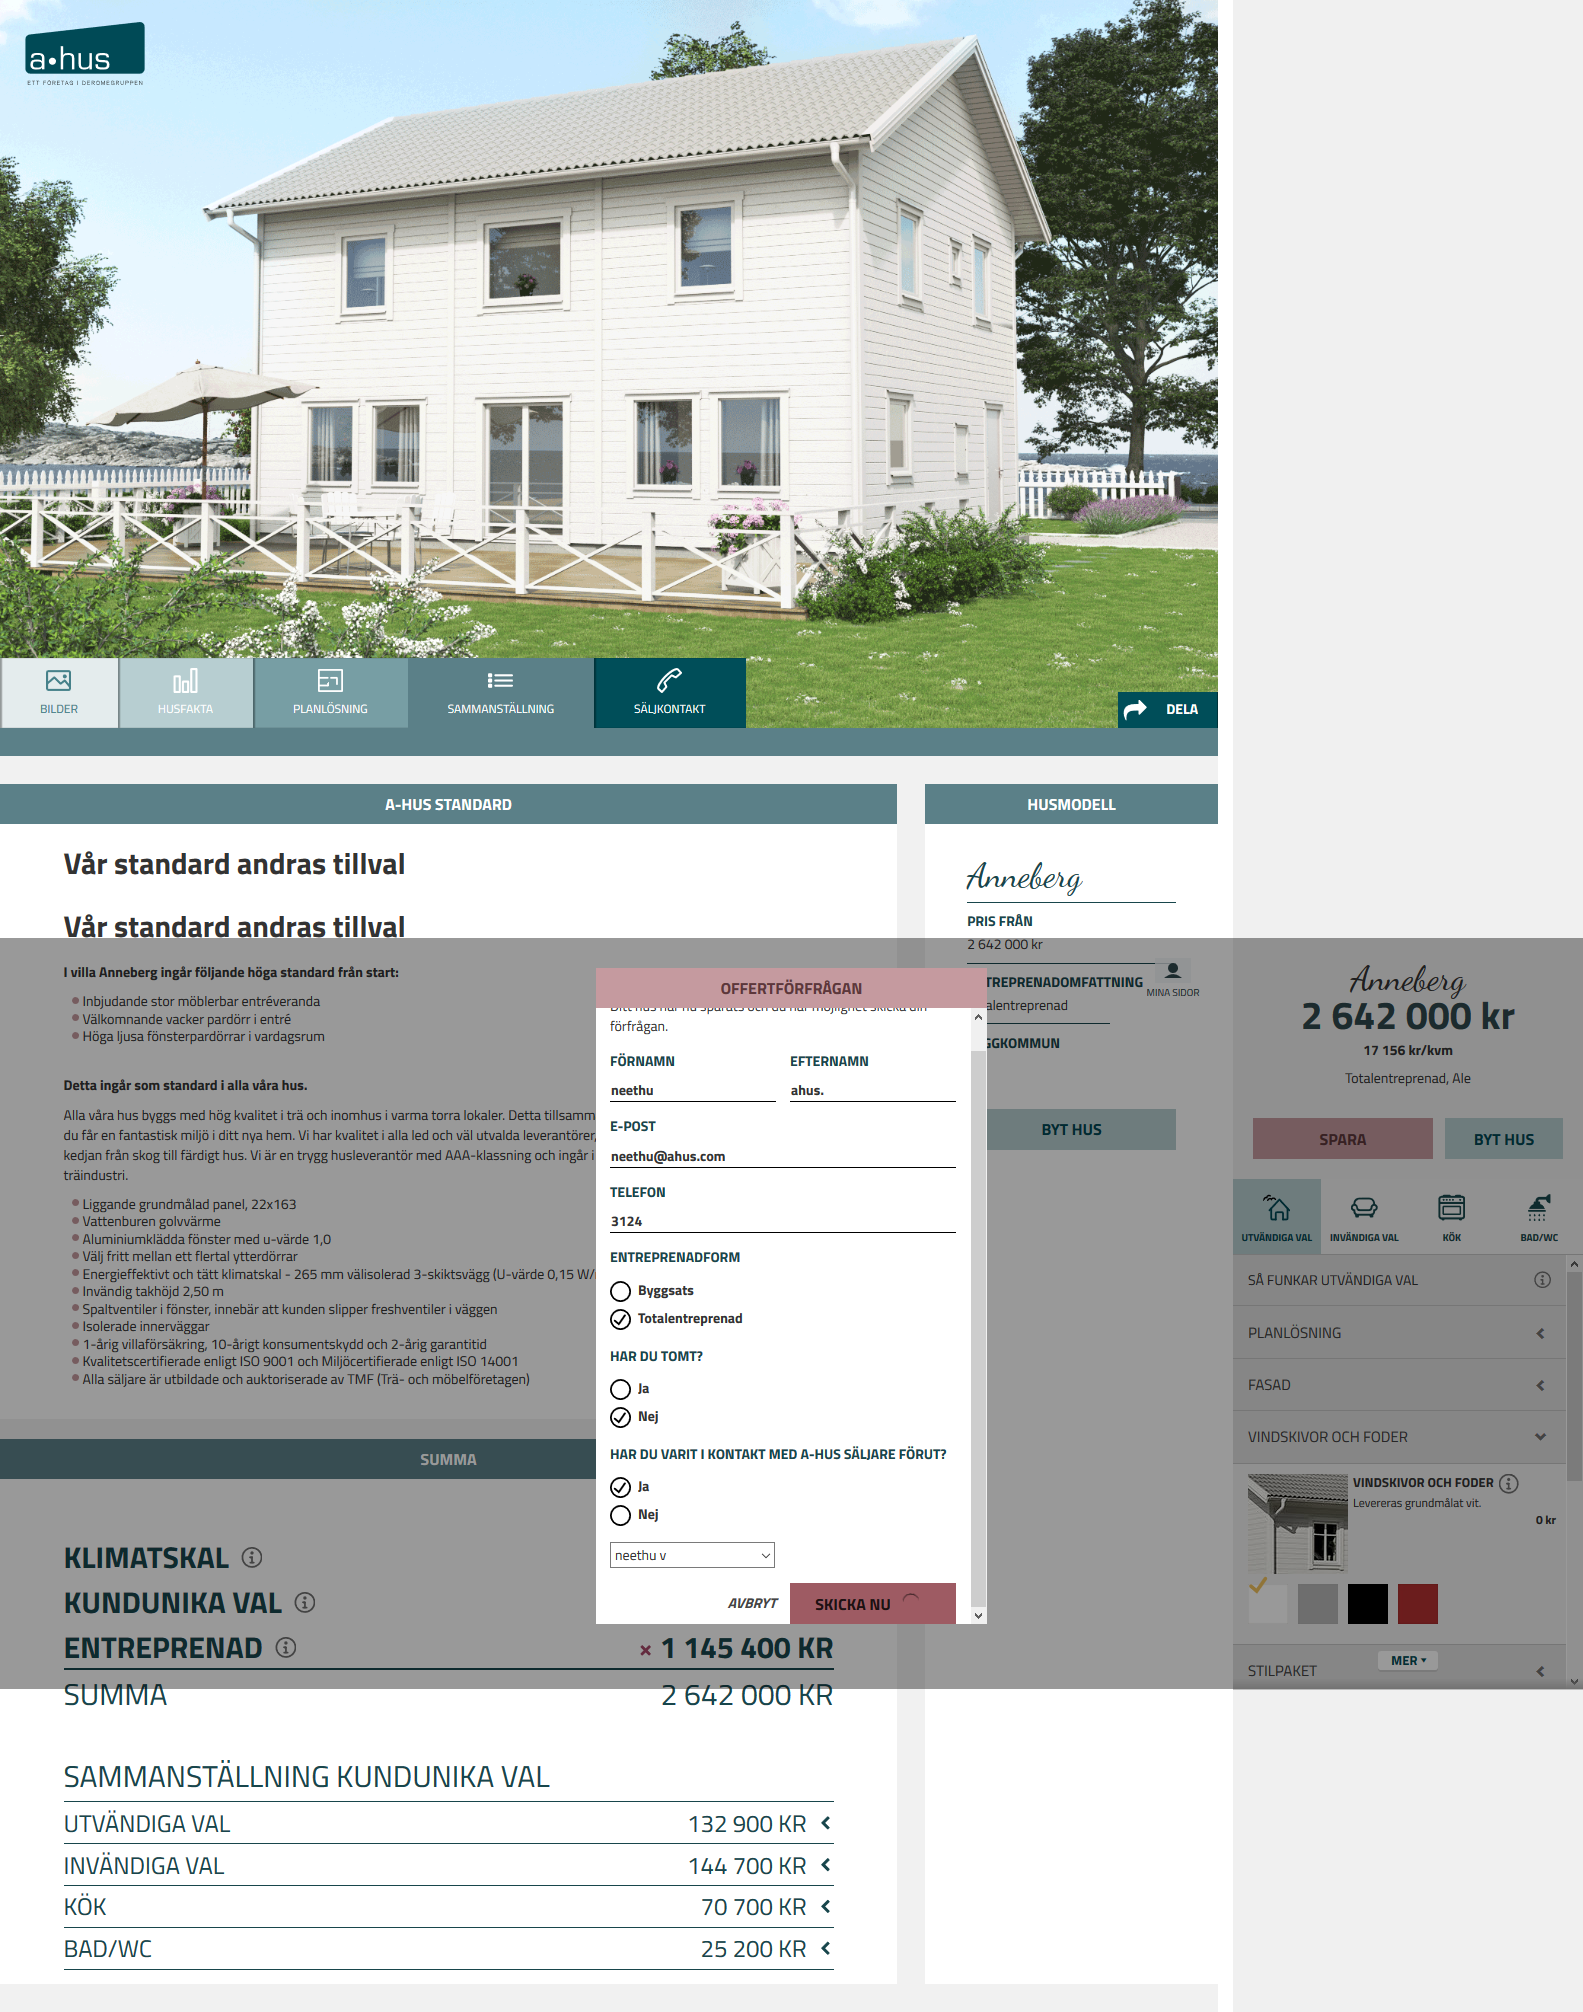 a•hus
ETT FÖRETAG I DEROMEGRUPPEN
BILDER
HUSFAKTA
PLANLÖSNING
SAMMANSTÄLLNING
SÄLJKONTAKT
DELA
A-HUS STANDARD
Vår standard andras tillval
Vår standard andras tillval
I villa Anneberg ingår följande höga standard från start:
Inbjudande stor möblerbar entréveranda
Välkomnande vacker pardörr i entré
Höga ljusa fönsterpardörrar i vardagsrum
Detta ingår som standard i alla våra hus.
Alla våra hus byggs med hög kvalitet i trä och inomhus i varma torra lokaler. Detta tillsamm
du får en fantastisk miljö i ditt nya hem. Vi har kvalitet i alla led och väl utvalda leverantörer,
kedjan från skog till färdigt hus. Vi är en trygg husleverantör med AAA-klassning och ingår i
träindustri.
Liggande grundmålad panel, 22x163
Vattenburen golvvärme
Aluminiumklädda fönster med u-värde 1,0
Välj fritt mellan ett flertal ytterdörrar
Energieffektivt och tätt klimatskal - 265 mm välisolerad 3-skiktsvägg (U-värde 0,15 W/
Invändig takhöjd 2,50 m
Spaltventiler i fönster, innebär att kunden slipper freshventiler i väggen
Isolerade innerväggar
1-årig villaförsäkring, 10-årigt konsumentskydd och 2-årig garantitid
Kvalitetscertifierade enligt ISO 9001 och Miljöcertifierade enligt ISO 14001
Alla säljare är utbildade och auktoriserade av TMF (Trä- och möbelföretagen)
SUMMA
KLIMATSKAL
KUNDUNIKA VAL
ENTREPRENAD × 1 145 400 KR
SUMMA 2 642 000 KR
SAMMANSTÄLLNING KUNDUNIKA VAL
UTVÄNDIGA VAL 132 900 KR
INVÄNDIGA VAL 144 700 KR
KÖK 70 700 KR
BAD/WC 25 200 KR
OFFERTFÖRFRÅGAN
Ditt hus har nu sparats och du har möjlighet skicka din
förfrågan.
FÖRNAMN EFTERNAMN
neethu ahus.
E-POST
neethu@ahus.com
TELEFON
3124
ENTREPRENADFORM
Byggsats
Totalentreprenad
HAR DU TOMT?
Ja
Nej
HAR DU VARIT I KONTAKT MED A-HUS SÄLJARE FÖRUT?
Ja
Nej
neethu v
AVBRYT SKICKA NU
HUSMODELL
Anneberg
PRIS FRÅN
2 642 000 kr
TREPRENADOMFATTNING
alentreprenad
GGKOMMUN
BYT HUS
MINA SIDOR
Anneberg
2 642 000 kr
17 156 kr/kvm
Totalentreprenad, Ale
SPARA BYT HUS
UTVÄNDIGA VAL INVÄNDIGA VAL KÖK BAD/WC
SÅ FUNKAR UTVÄNDIGA VAL
PLANLÖSNING
FASAD
VINDSKIVOR OCH FODER
VINDSKIVOR OCH FODER
Levereras grundmålat vit.
0 kr
MER
STILPAKET